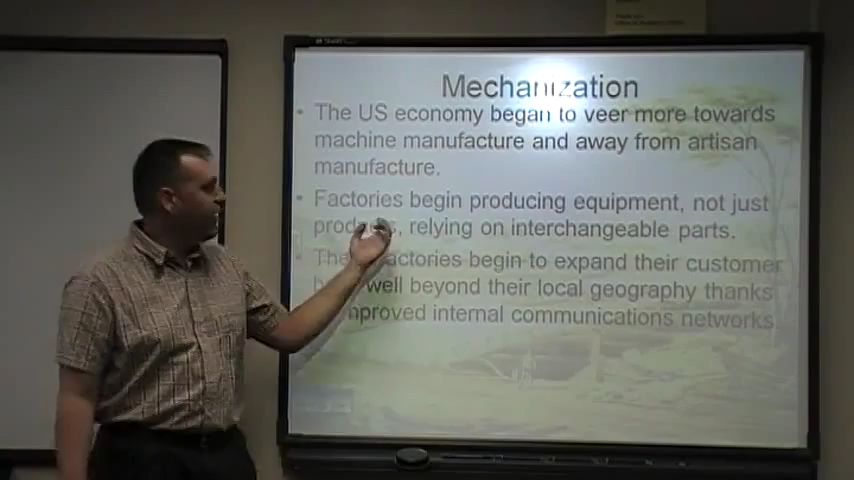 Mechanization
• The US economy began to veer more towards
machine manufacture and away from artisan
manufacture.
• Factories begin producing equipment, not just
relying on interchangeable parts.
• factories begin to expand their customer
well beyond their local geography thanks
improved internal communications networks